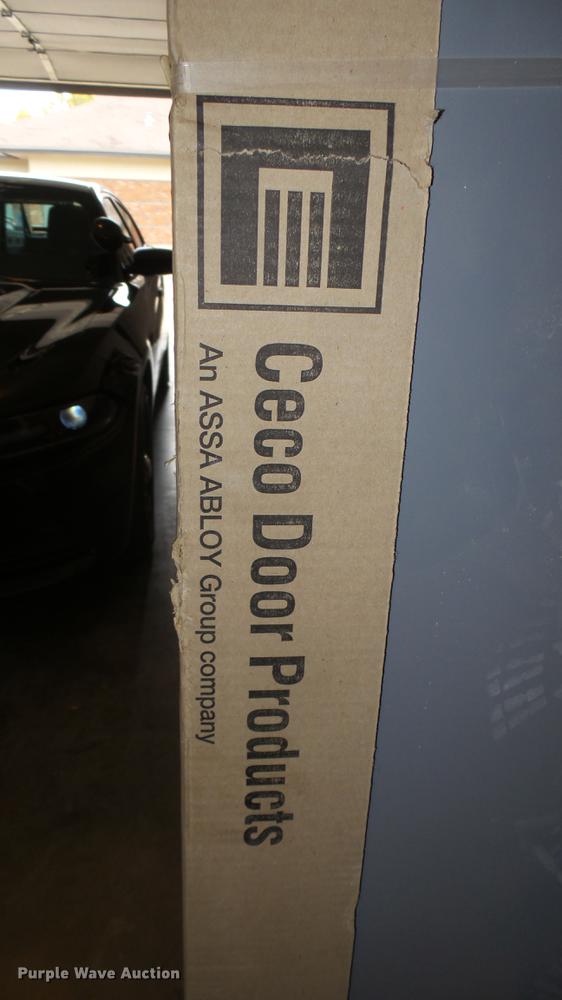 Ceco Door Products
An ASSA ABLOY Group company
Purple Wave Auction